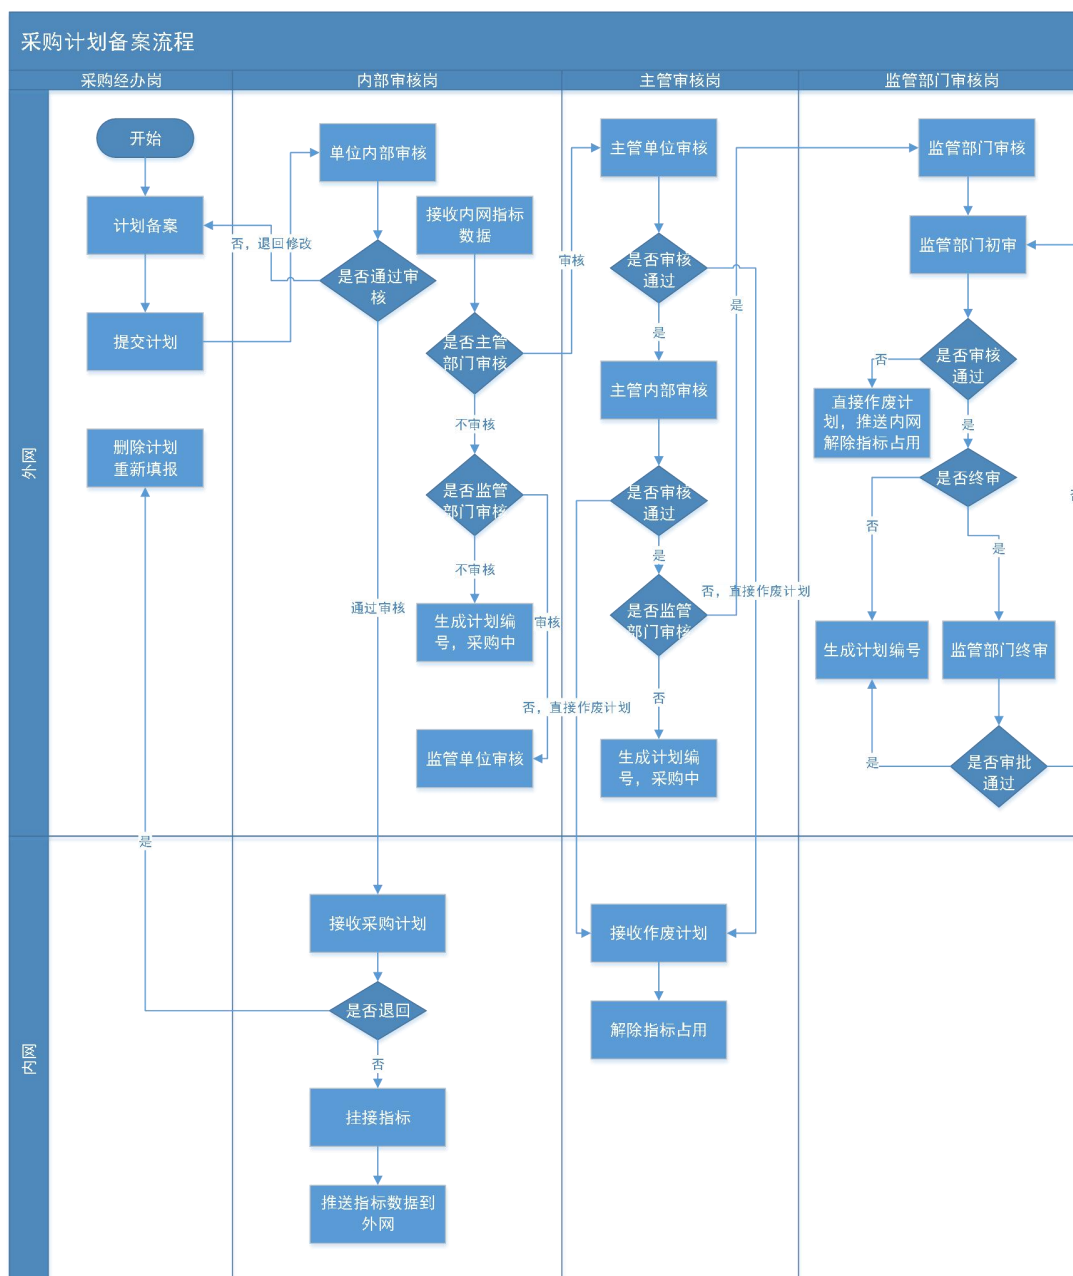 采购计划备案流程
采购经办岗
内部审核岗
主管审核岗
监管部门审核岗
外网
开始
计划备案
提交计划
删除计划
重新填报
是
否，退回修改
单位内部审核
是否通过审
核
通过审核
接收内网指标
数据
是否主管
部门审核
审核
不审核
是否监管
部门审核
不审核
审核
生成计划编
号，采购中
监管单位审核
主管单位审核
是否审核
通过
是
主管内部审核
是否审核
通过
是
是否监管
部门审核
是
否，直接作废计划
否，直接作废计划
否
生成计划编
号，采购中
监管部门审核
监管部门初审
是否审核
通过
否
直接作废计
划，推送内网
解除指标占用
是
是否终审
否
是
生成计划编号
监管部门终审
是
是否审批
通过
内网
接收采购计划
是否退回
否
挂接指标
推送指标数据到
外网
接收作废计划
解除指标占用